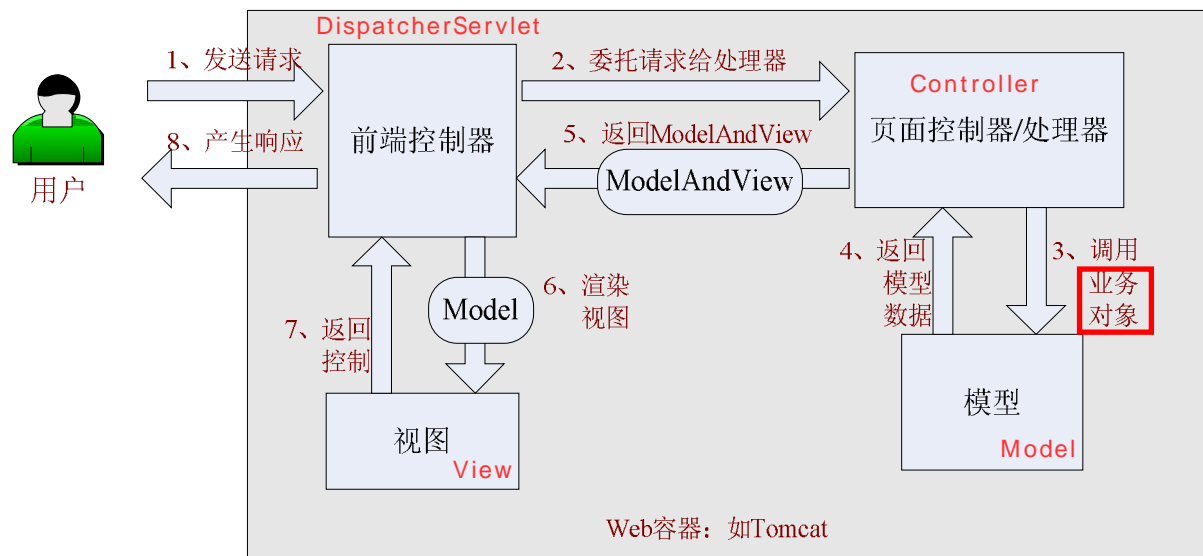 DispatcherServlet
1、发送请求
2、委托请求给处理器
Controller
前端控制器
页面控制器/处理器
5、返回ModelAndView
ModelAndView
8、产生响应
用户
4、返回
模型
数据
3、调用
业务
对象
6、渲染
视图
Model
7、返回
控制
视图
View
模型
Model
Web容器：如Tomcat